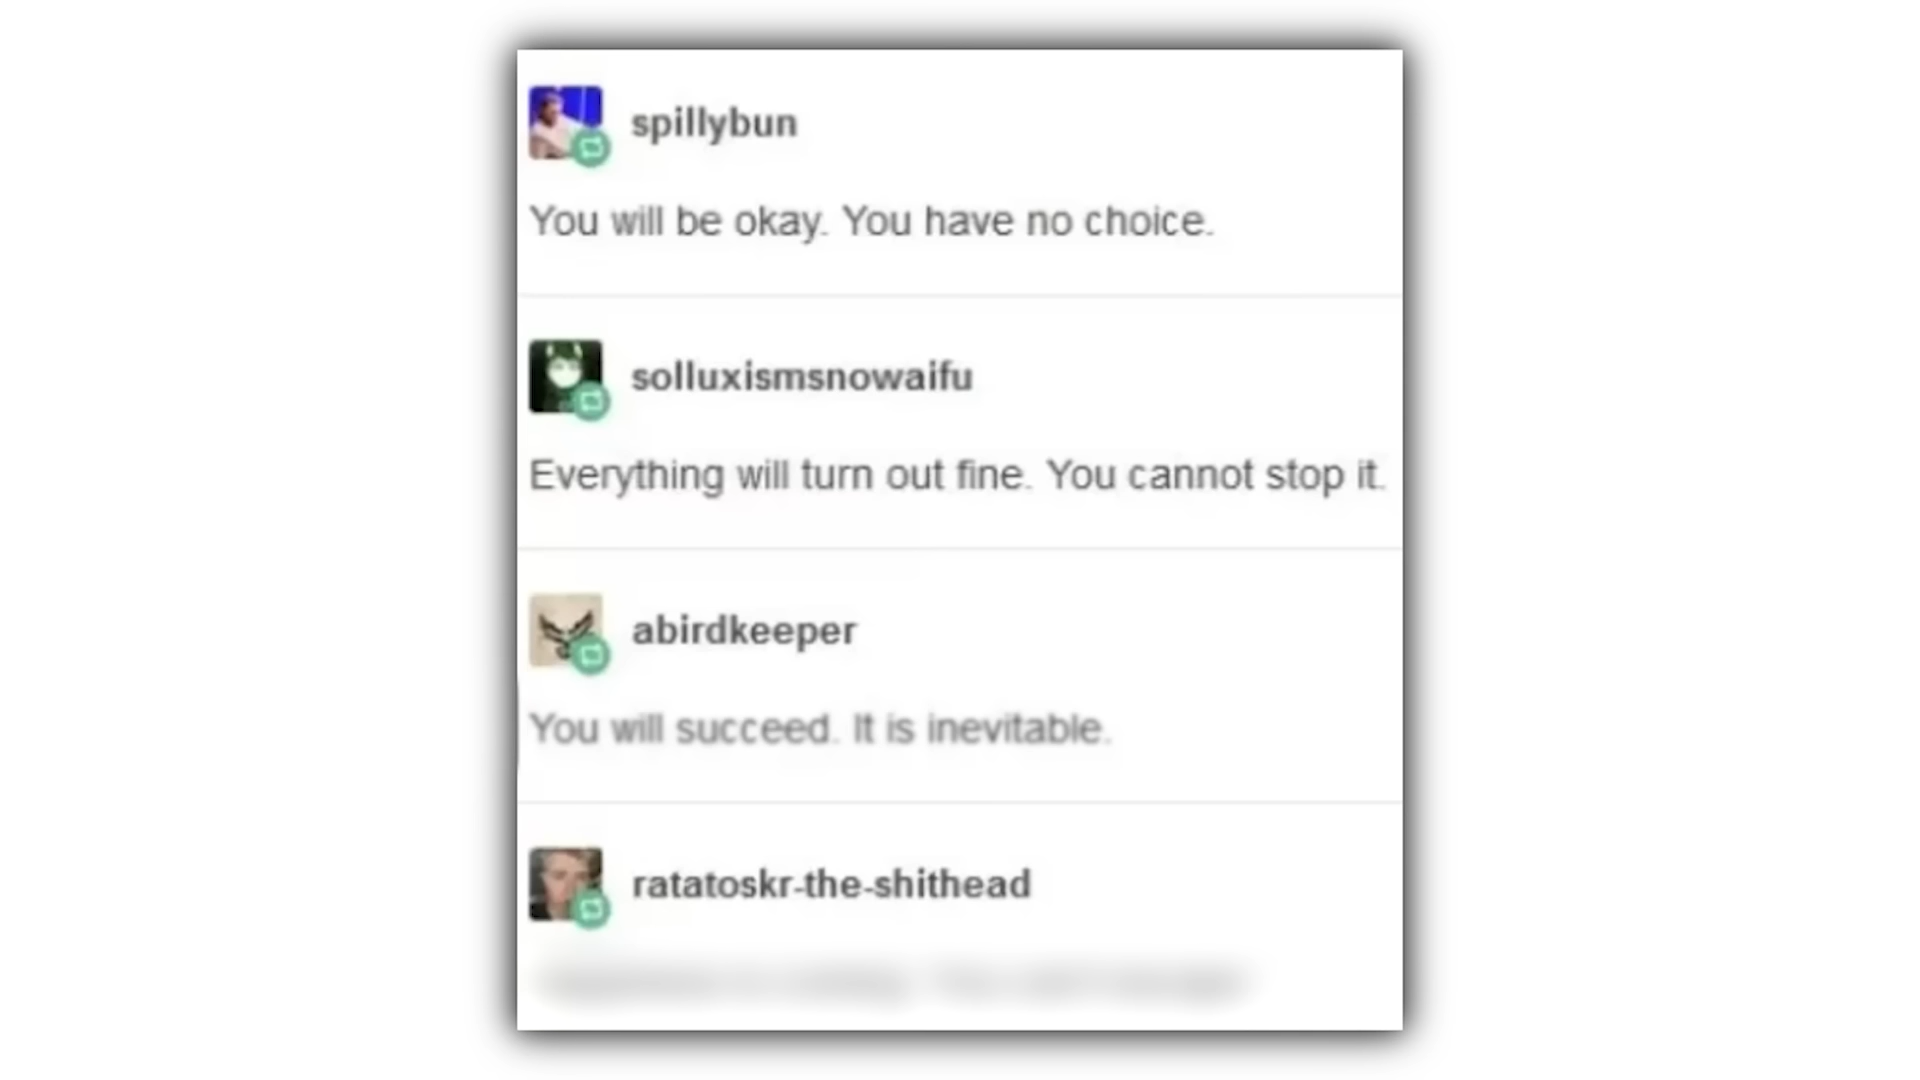 spillybun
You will be okay. You have no choice.
solluxismsnowaifu
Everything will turn out fine. You cannot stop it.
abirdkeeper
You will succeed. It is inevitable.
ratatoskr-the-shithead